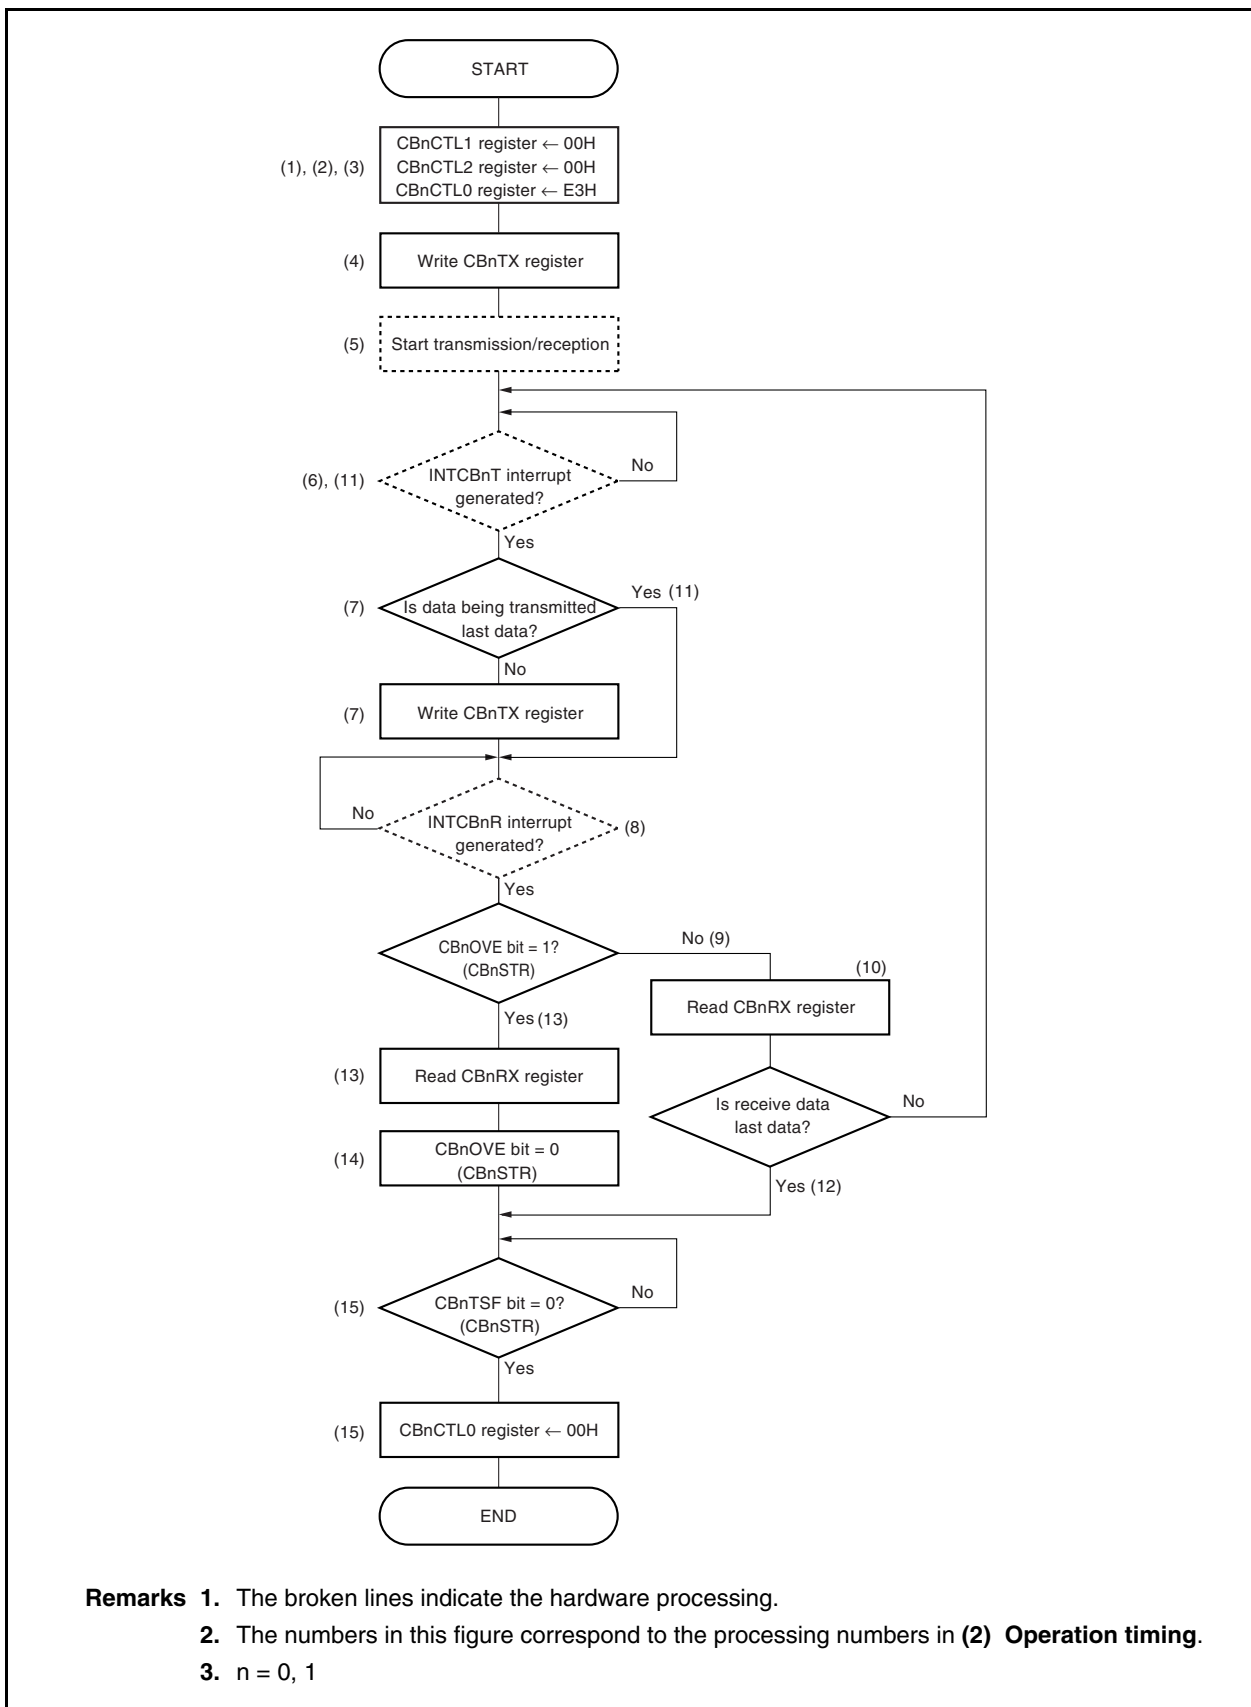 START
CBnCTL1 register ← 00H
(1), (2), (3) CBnCTL2 register ← 00H
CBnCTL0 register ← E3H
(4) Write CBnTX register
(5) Start transmission/reception
No
(6), (11) INTCBnT interrupt
generated?
Yes
Yes (11)
(7) Is data being transmitted
last data?
No
(7) Write CBnTX register
No
INTCBnR interrupt (8)
generated?
Yes
CBnOVE bit = 1? No (9)
(CBnSTR)
(10)
Read CBnRX register
Yes (13)
(13) Read CBnRX register
Is receive data No
last data?
(14) CBnOVE bit = 0
(CBnSTR)
Yes (12)
No
(15) CBnTSF bit = 0?
(CBnSTR)
Yes
(15) CBnCTL0 register ← 00H
END
Remarks 1. The broken lines indicate the hardware processing.
2. The numbers in this figure correspond to the processing numbers in (2) Operation timing.
3. n = 0, 1